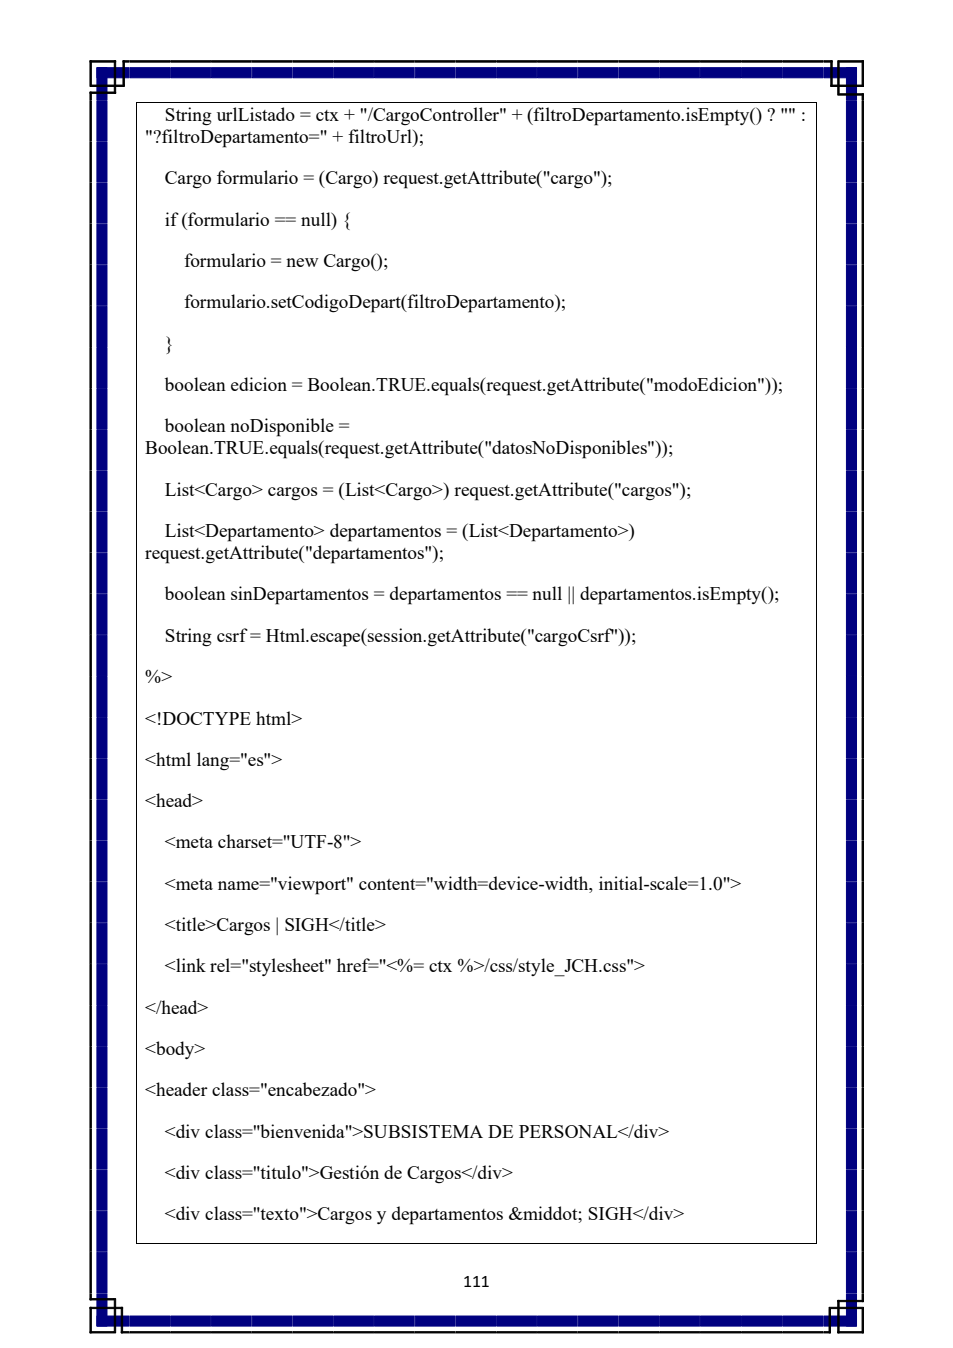 String urlListado = ctx + "/CargoController" + (filtroDepartamento.isEmpty() ? "" :
"?filtroDepartamento=" + filtroUrl);
Cargo formulario = (Cargo) request.getAttribute("cargo");
if (formulario == null) {
formulario = new Cargo();
formulario.setCodigoDepart(filtroDepartamento);
}
boolean edicion = Boolean.TRUE.equals(request.getAttribute("modoEdicion"));
boolean noDisponible =
Boolean.TRUE.equals(request.getAttribute("datosNoDisponibles"));
List<Cargo> cargos = (List<Cargo>) request.getAttribute("cargos");
List<Departamento> departamentos = (List<Departamento>)
request.getAttribute("departamentos");
boolean sinDepartamentos = departamentos == null || departamentos.isEmpty();
String csrf = Html.escape(session.getAttribute("cargoCsrf"));
%>
<!DOCTYPE html>
<html lang="es">
<head>
<meta charset="UTF-8">
<meta name="viewport" content="width=device-width, initial-scale=1.0">
<title>Cargos | SIGH</title>
<link rel="stylesheet" href="<%= ctx %>/css/style_JCH.css">
</head>
<body>
<header class="encabezado">
<div class="bienvenida">SUBSISTEMA DE PERSONAL</div>
<div class="titulo">Gestión de Cargos</div>
<div class="texto">Cargos y departamentos &middot; SIGH</div>
111